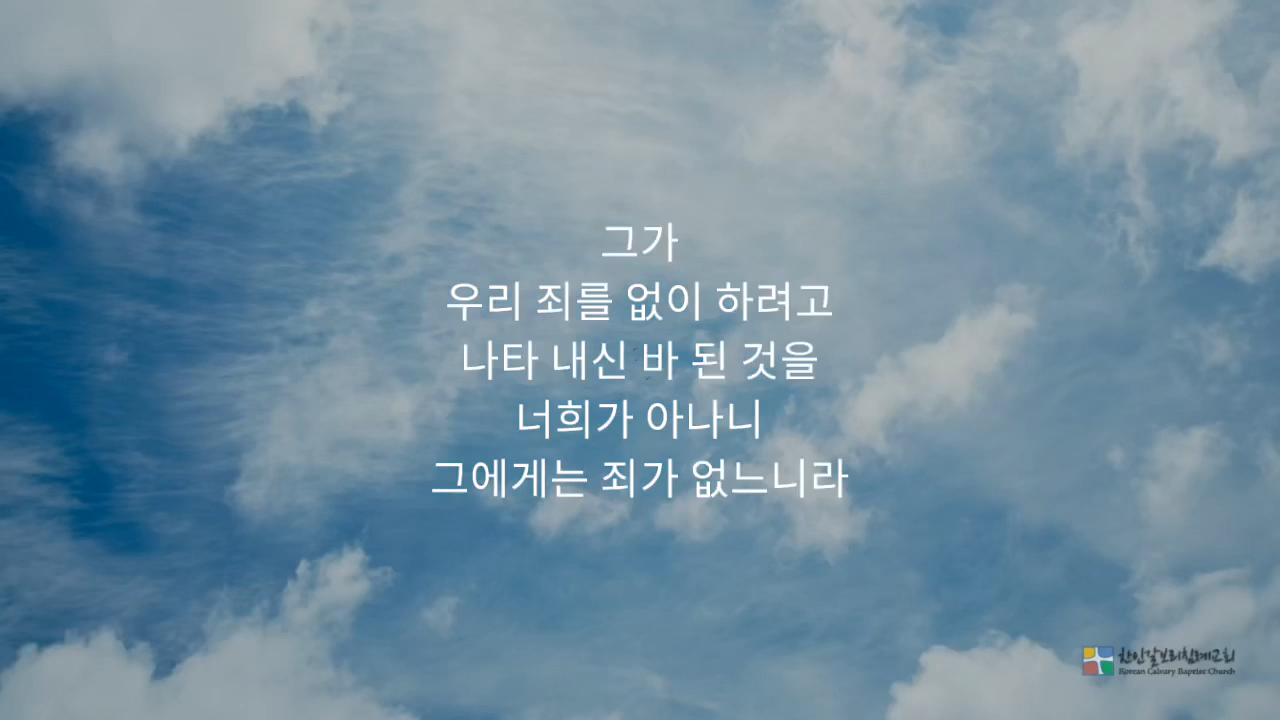 그가
우리 죄를 없이 하려고
나타 내신 바 된 것을
너희가 아나니
그에게는 죄가 없느니라
한인갈보리침례교회
Korean Calvary Baptist Church